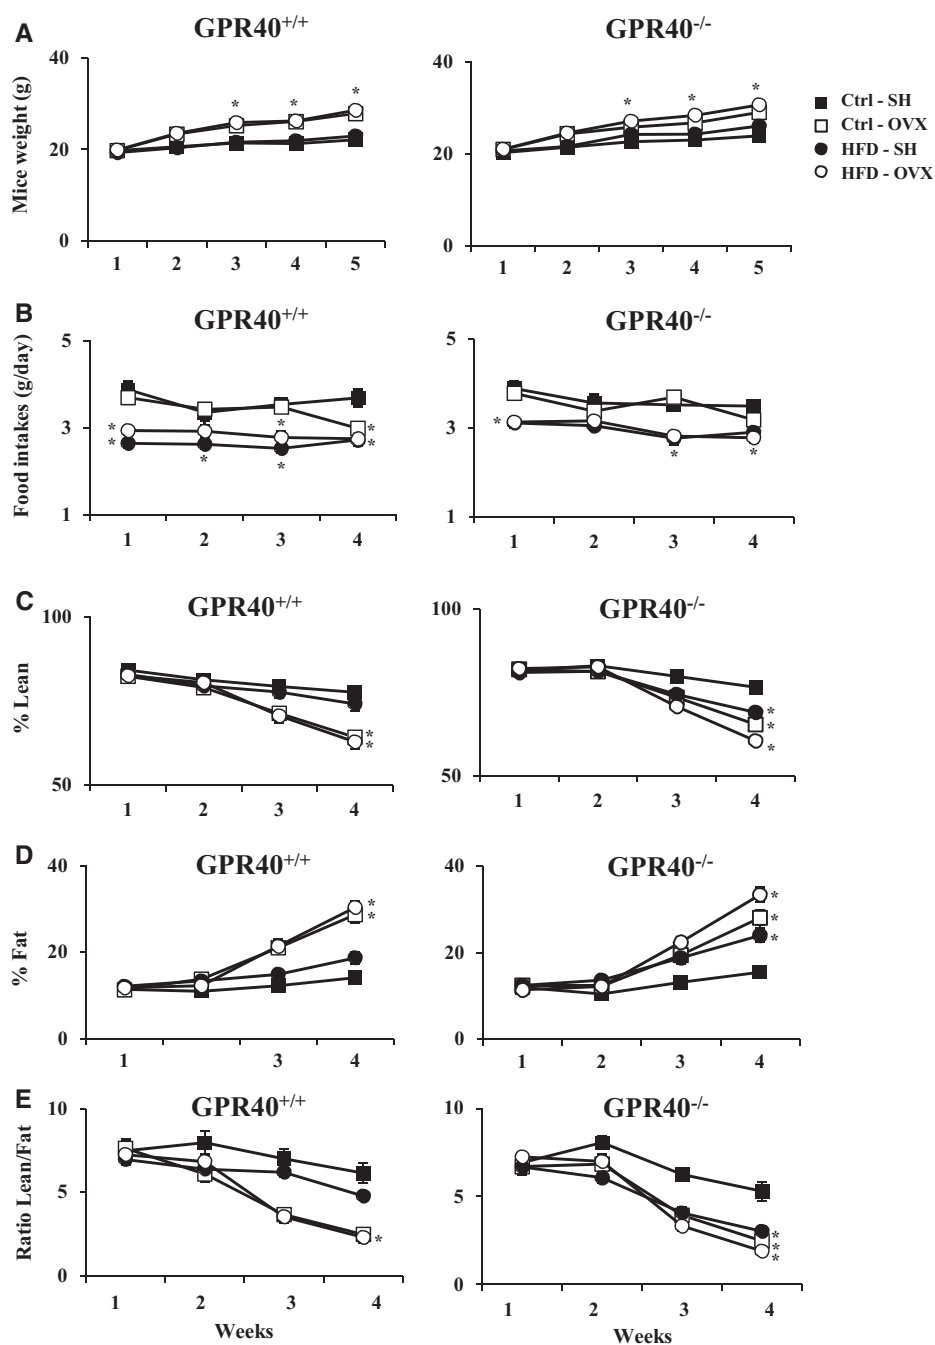 A
GPR40+/+
GPR40-/-
Mice weight (g)
40
20
0
1 2 3 4 5
* * *
40
20
0
1 2 3 4 5
* * *
Ctrl - SH
Ctrl - OVX
HFD - SH
HFD - OVX
B
GPR40+/+
GPR40-/-
Food intakes (g/day)
5
3
1
1 2 3 4
* * * * * * *
5
3
1
1 2 3 4
* * *
C
GPR40+/+
GPR40-/-
% Lean
100
50
1 2 3 4
* *
100
50
1 2 3 4
* * *
D
GPR40+/+
GPR40-/-
% Fat
40
20
0
1 3 4
* *
40
20
0
1 2 3 4
* * *
E
GPR40+/+
GPR40-/-
Ratio Lean/Fat
10
5
0
1 2 3 4
*
Weeks
10
5
0
1 2 3 4
* * *
Weeks